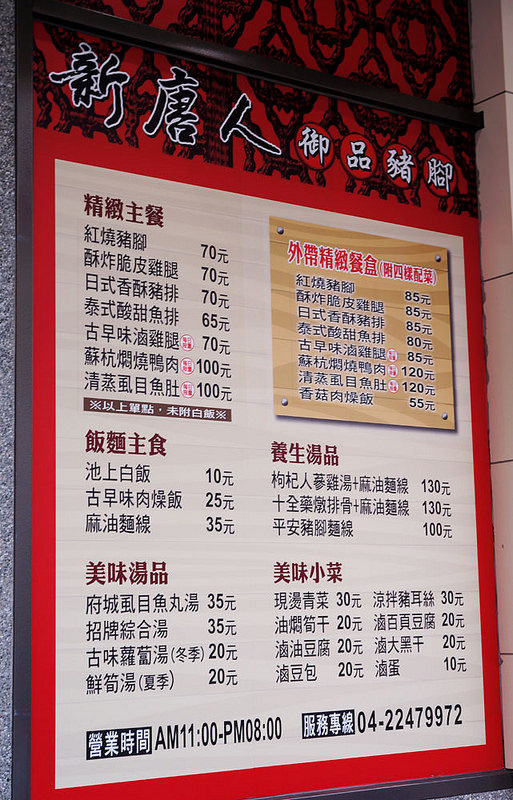 新唐人 御品豬腳
精緻主餐
紅燒豬腳 70元
酥炸脆皮雞腿 70元
日式香酥豬排 70元
泰式酸甜魚排 65元
古早味滷雞腿 70元
蘇杭燜燒鴨肉 100元
清蒸虱目魚肚 100元
※以上單點,未附白飯※
外帶精緻餐盒(附四樣配菜)
紅燒豬腳 85元
酥炸脆皮雞腿 85元
日式香酥豬排 85元
泰式酸甜魚排 80元
古早味滷雞腿 85元
蘇杭燜燒鴨肉 120元
清蒸虱目魚肚 120元
香菇肉燥飯 55元
飯麵主食
池上白飯 10元
古早味肉燥飯 25元
麻油麵線 35元
養生湯品
枸杞人蔘雞湯+麻油麵線 130元
十全藥燉排骨+麻油麵線 130元
平安豬腳麵線 100元
美味湯品
府城虱目魚丸湯 35元
招牌綜合湯 35元
古味蘿蔔湯(冬季) 20元
鮮筍湯(夏季) 20元
美味小菜
現燙青菜 30元 涼拌豬耳絲 30元
油燜筍干 20元 滷百頁豆腐 20元
滷油豆腐 20元 滷大黑干 20元
滷豆包 20元 滷蛋 10元
營業時間 AM11:00-PM08:00 服務專線 04-22479972